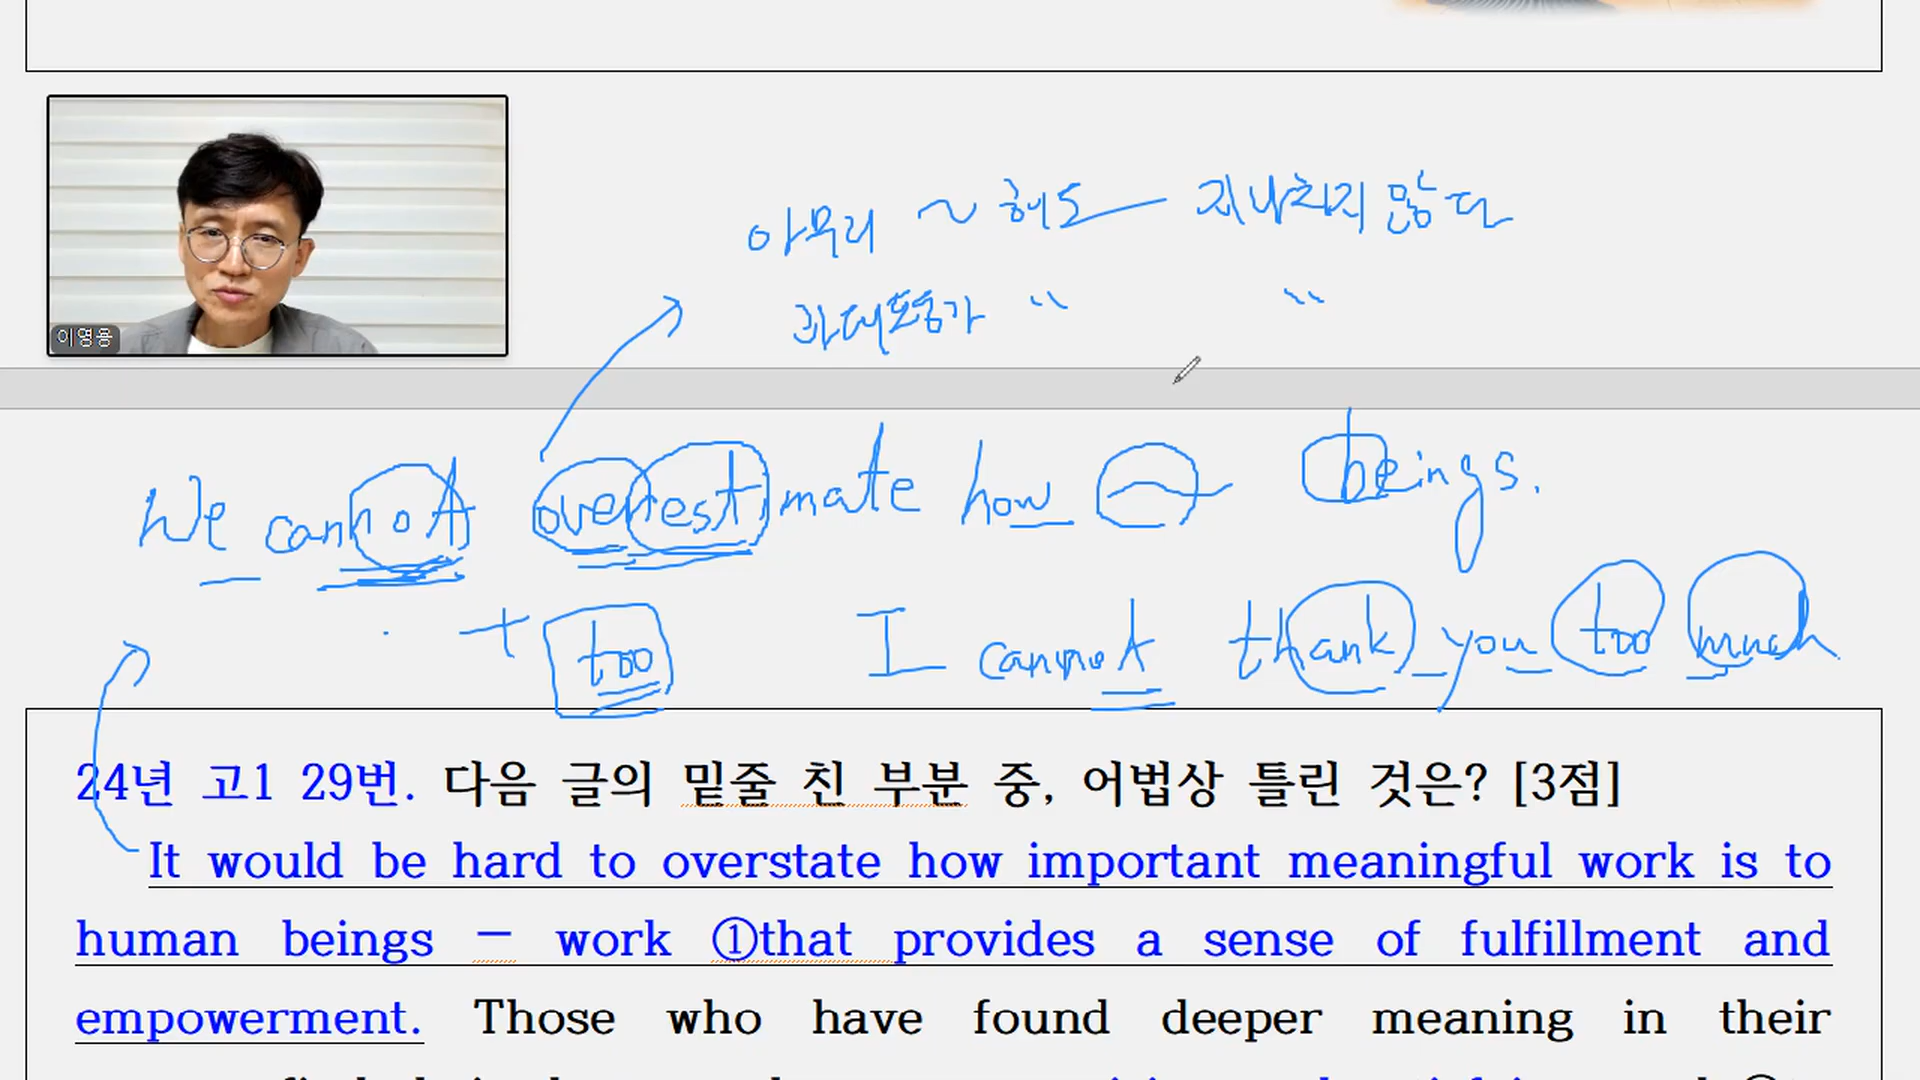 아무리 ~ 해도 지나치지 않다
과대평가 〃 〃
이영용
We cannot overestimate how ~ beings.
+ too I cannot thank you too much
24년 고1 29번. 다음 글의 밑줄 친 부분 중, 어법상 틀린 것은? [3점]
It would be hard to overstate how important meaningful work is to
human beings — work ①that provides a sense of fulfillment and
empowerment. Those who have found deeper meaning in their